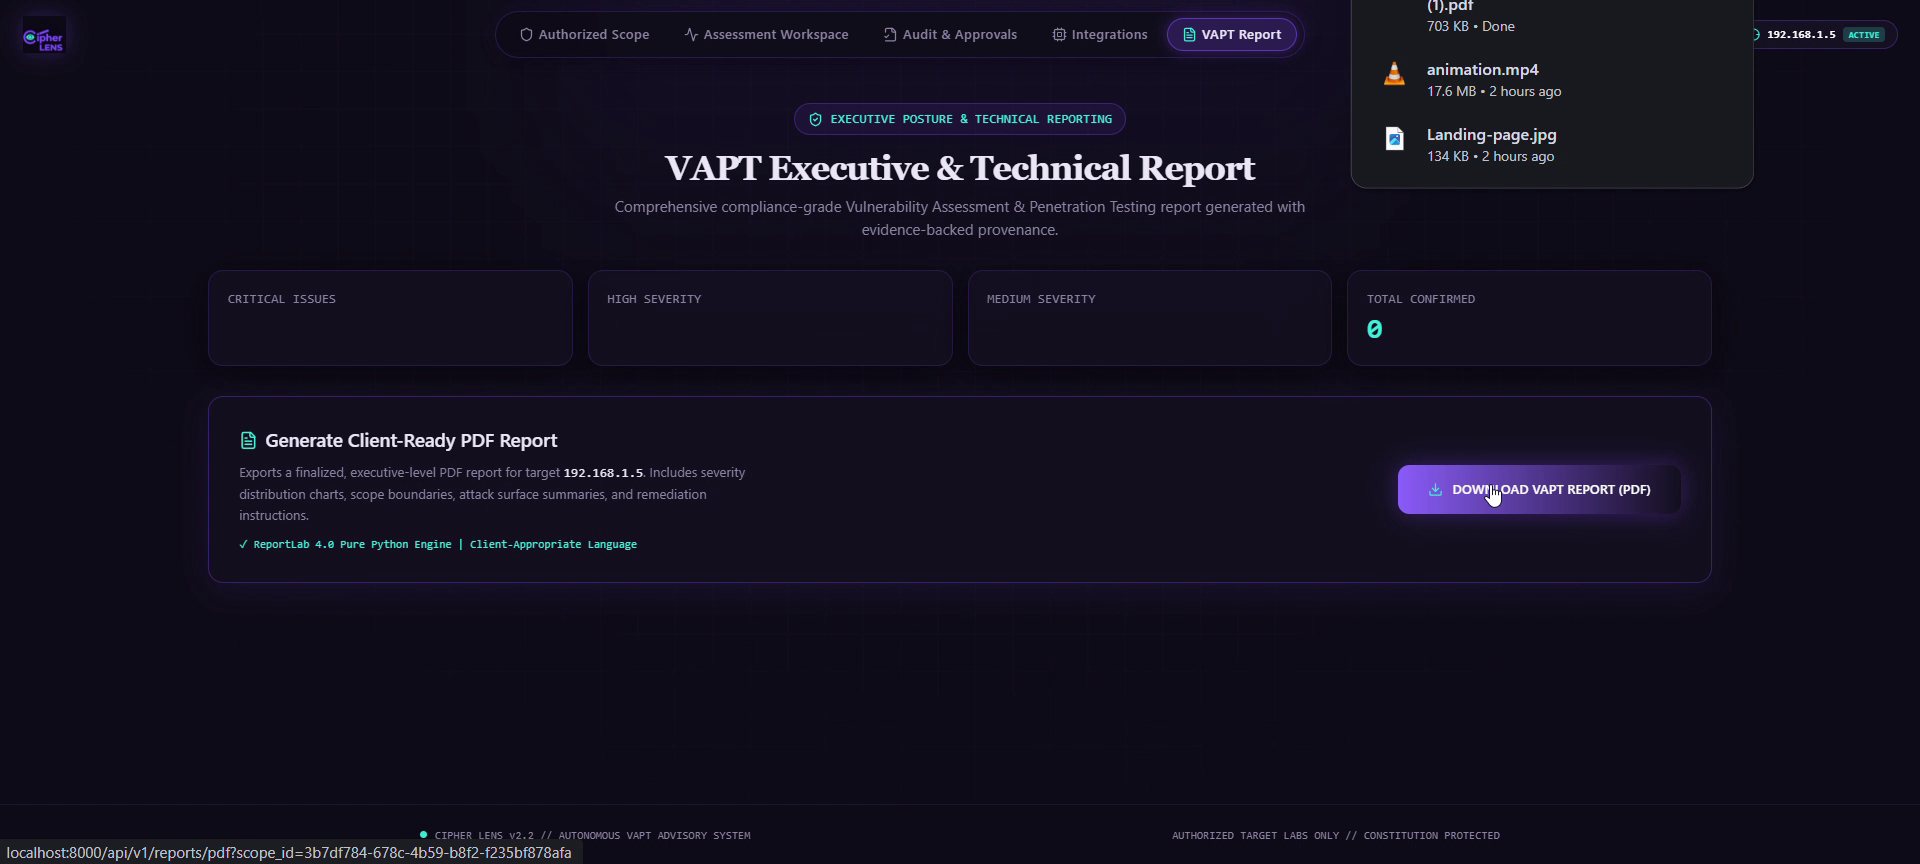 Cipher
LENS
Authorized Scope
Assessment Workspace
Audit & Approvals
Integrations
VAPT Report
(1).pdf
703 KB • Done
animation.mp4
17.6 MB • 2 hours ago
Landing-page.jpg
134 KB • 2 hours ago
192.168.1.5 ACTIVE
EXECUTIVE POSTURE & TECHNICAL REPORTING
VAPT Executive & Technical Report
Comprehensive compliance-grade Vulnerability Assessment & Penetration Testing report generated with
evidence-backed provenance.
CRITICAL ISSUES
HIGH SEVERITY
MEDIUM SEVERITY
TOTAL CONFIRMED
0
Generate Client-Ready PDF Report
Exports a finalized, executive-level PDF report for target 192.168.1.5. Includes severity
distribution charts, scope boundaries, attack surface summaries, and remediation
instructions.
✓ ReportLab 4.0 Pure Python Engine | Client-Appropriate Language
DOWNLOAD VAPT REPORT (PDF)
CIPHER LENS v2.2 // AUTONOMOUS VAPT ADVISORY SYSTEM
AUTHORIZED TARGET LABS ONLY // CONSTITUTION PROTECTED
localhost:8000/api/v1/reports/pdf?scope_id=3b7df784-678c-4b59-b8f2-f235bf878afa